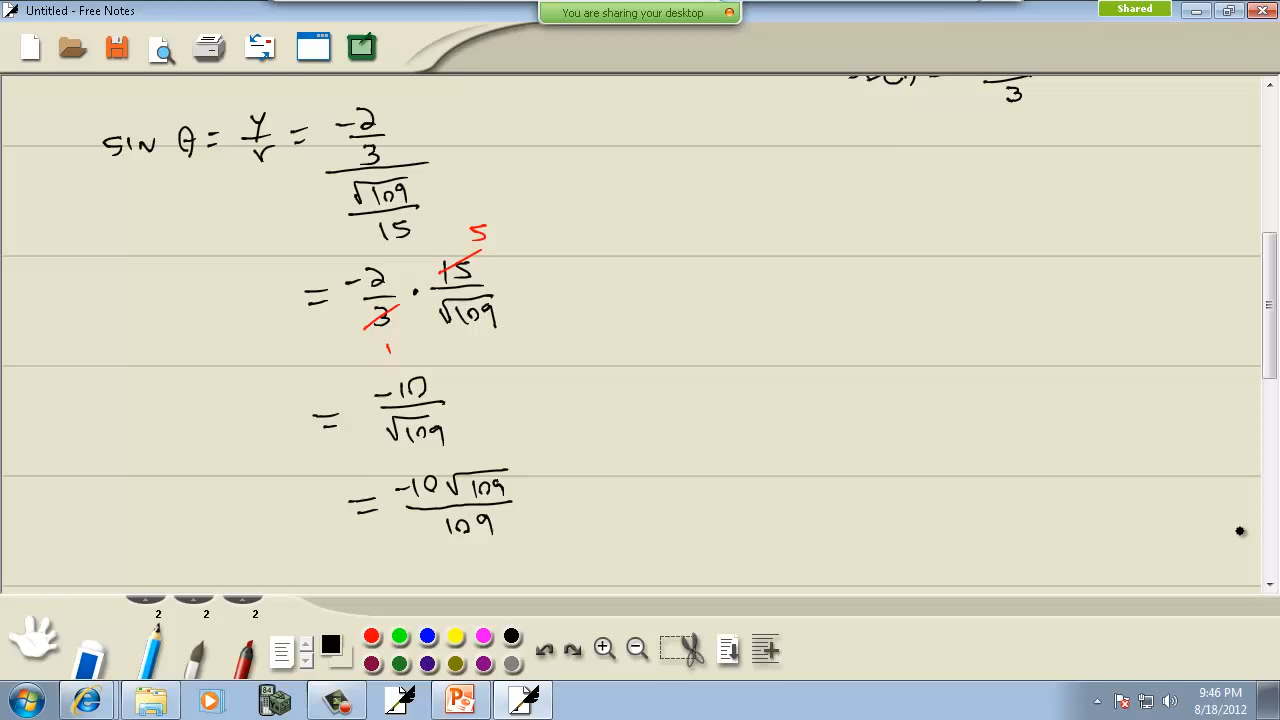 Untitled - Free Notes
You are sharing your desktop
Shared
3
sin θ = y/r = (-2/3)/(√109/15)
5
= -2/3 · 15/√109
1
= -10/√109
= -10√109/109
2 2 2
84
9:46 PM
8/18/2012